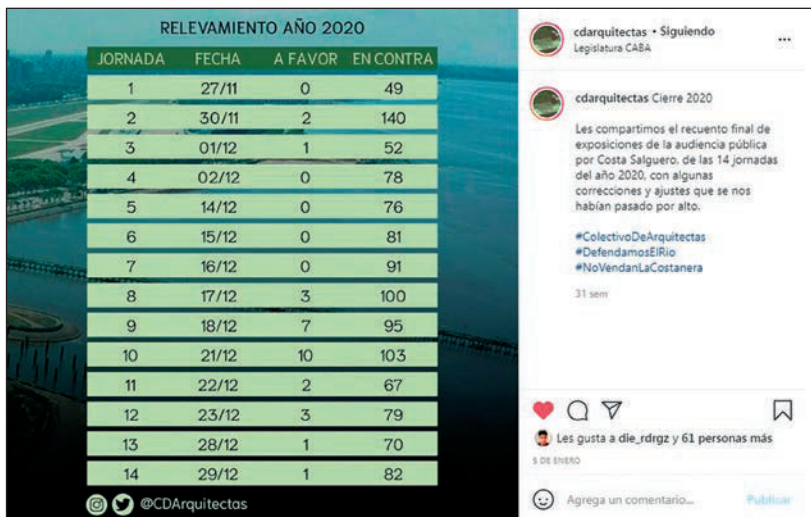 RELEVAMIENTO AÑO 2020
JORNADA FECHA A FAVOR EN CONTRA
1 27/11 0 49
2 30/11 2 140
3 01/12 1 52
4 02/12 0 78
5 14/12 0 76
6 15/12 0 81
7 16/12 0 91
8 17/12 3 100
9 18/12 7 95
10 21/12 10 103
11 22/12 2 67
12 23/12 3 79
13 28/12 1 70
14 29/12 1 82
@CDArquitectas
cdarquitectas • Siguiendo
Legislatura CABA
cdarquitectas Cierre 2020
Les compartimos el recuento final de
exposiciones de la audiencia pública
por Costa Salguero, de las 14 jornadas
del año 2020, con algunas
correcciones y ajustes que se nos
habían pasado por alto.
#ColectivoDeArquitectas
#DefendamosElRio
#NoVendanLaCostanera
31 sem
Les gusta a die_rdrgz y 61 personas más
5 DE ENERO
Agrega un comentario... Publicar